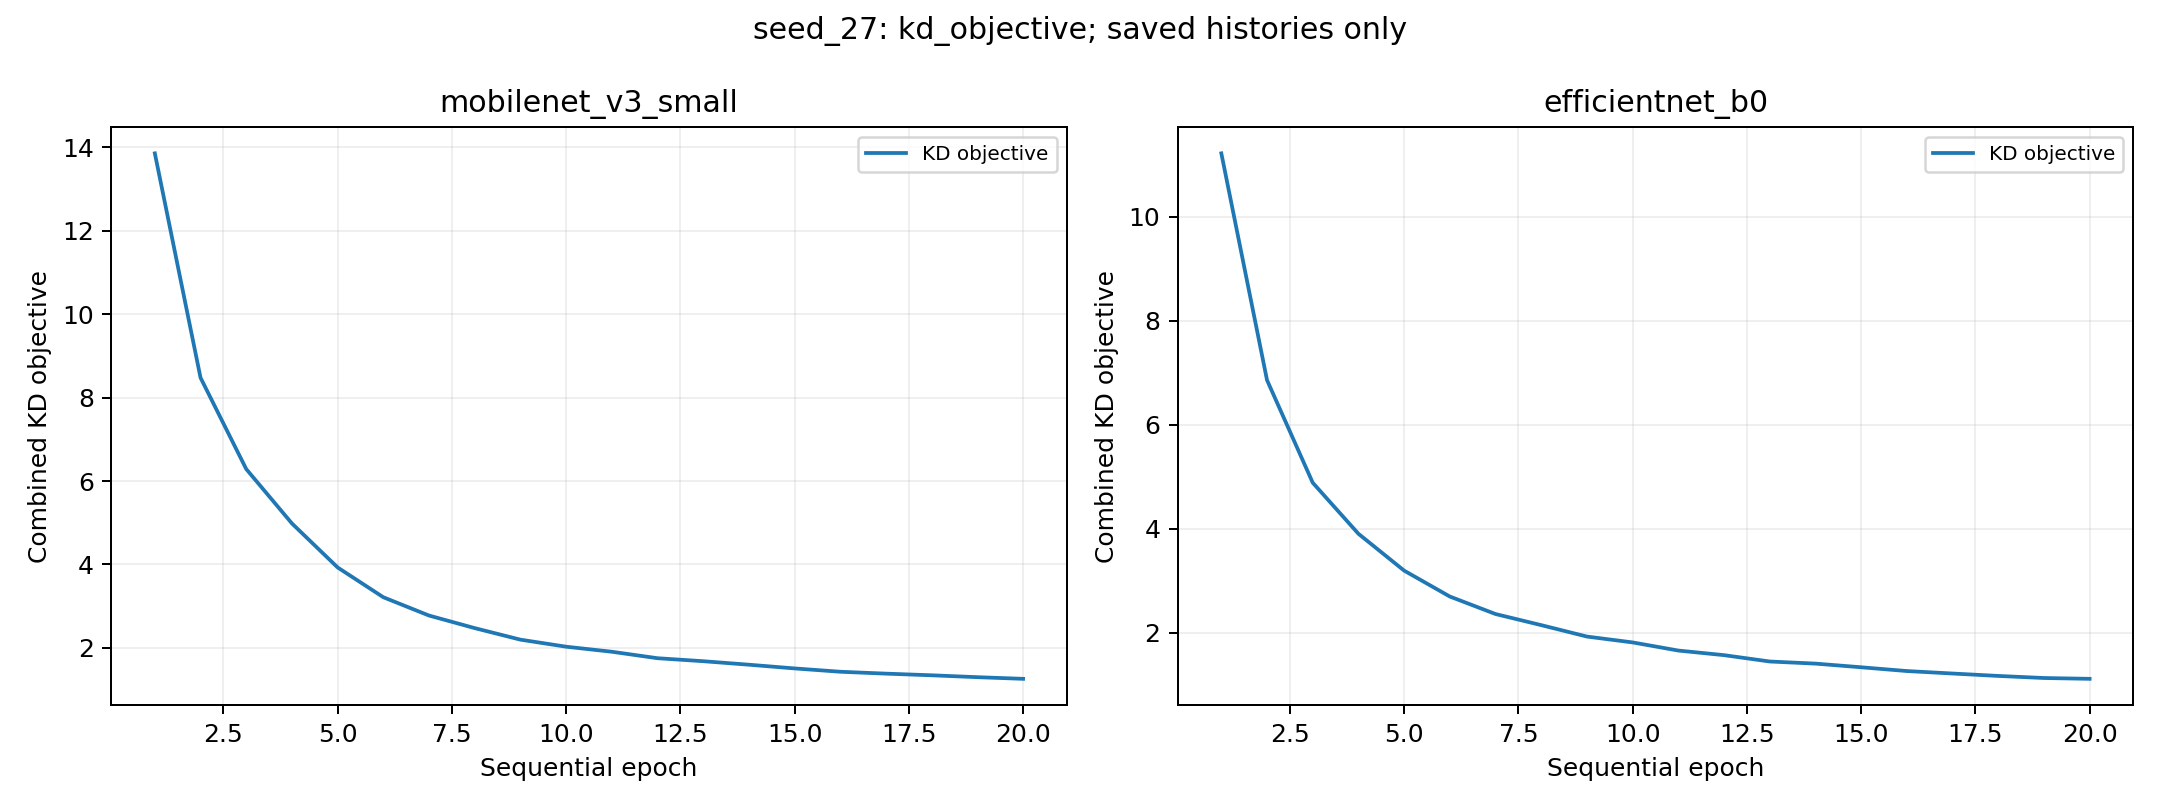 seed_27: kd_objective; saved histories only
mobilenet_v3_small
KD objective
14
12
10
8
6
4
2
Combined KD objective
2.5 5.0 7.5 10.0 12.5 15.0 17.5 20.0
Sequential epoch
efficientnet_b0
KD objective
10
8
6
4
2
Combined KD objective
2.5 5.0 7.5 10.0 12.5 15.0 17.5 20.0
Sequential epoch